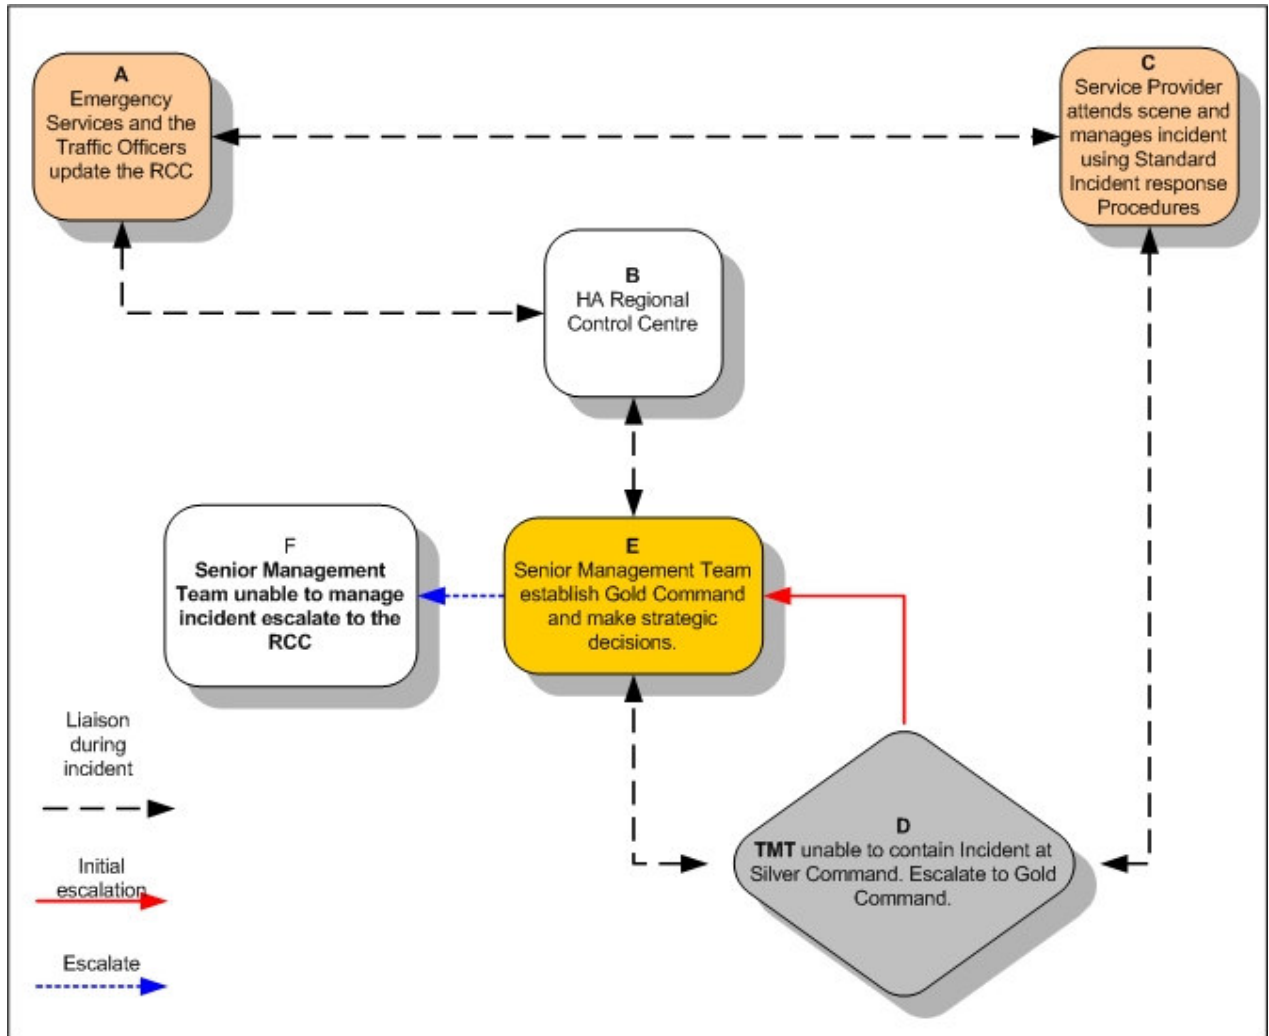 A
Emergency
Services and the
Traffic Officers
update the RCC
C
Service Provider
attends scene and
manages incident
using Standard
Incident response
Procedures
B
HA Regional
Control Centre
F
Senior Management
Team unable to manage
incident escalate to the
RCC
E
Senior Management Team
establish Gold Command
and make strategic
decisions.
D
TMT unable to contain Incident at
Silver Command. Escalate to Gold
Command.
Liaison
during
incident
Initial
escalation
Escalate